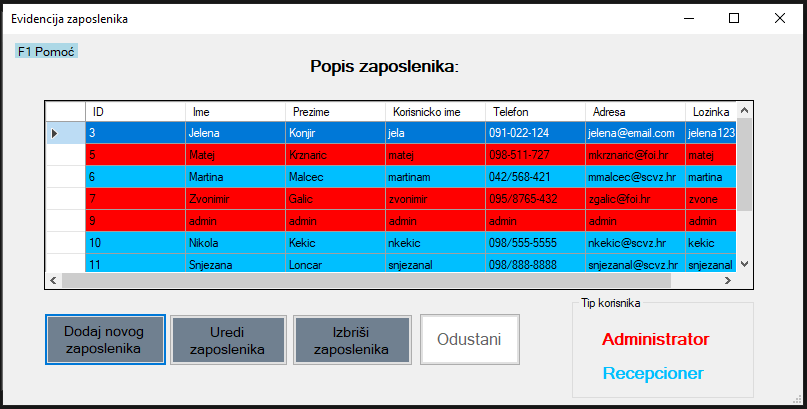 Evidencija zaposlenika
F1 Pomoć
Popis zaposlenika:
ID Ime Prezime Korisnicko ime Telefon Adresa Lozinka
3 Jelena Konjir jela 091-022-124 jelena@email.com jelena123
5 Matej Krznaric matej 098-511-727 mkrznaric@foi.hr matej
6 Martina Malcec martinam 042/568-421 mmalcec@scvz.hr martina
7 Zvonimir Galic zvonimir 095/8765-432 zgalic@foi.hr zvone
9 admin admin admin admin admin admin
10 Nikola Kekic nkekic 098/555-5555 nkekic@scvz.hr kekic
11 Snjezana Loncar snjezanal 098/888-8888 snjezanal@scvz.hr snjezanal
Dodaj novog
zaposlenika
Uredi
zaposlenika
Izbriši
zaposlenika
Odustani
Tip korisnika
Administrator
Recepcioner